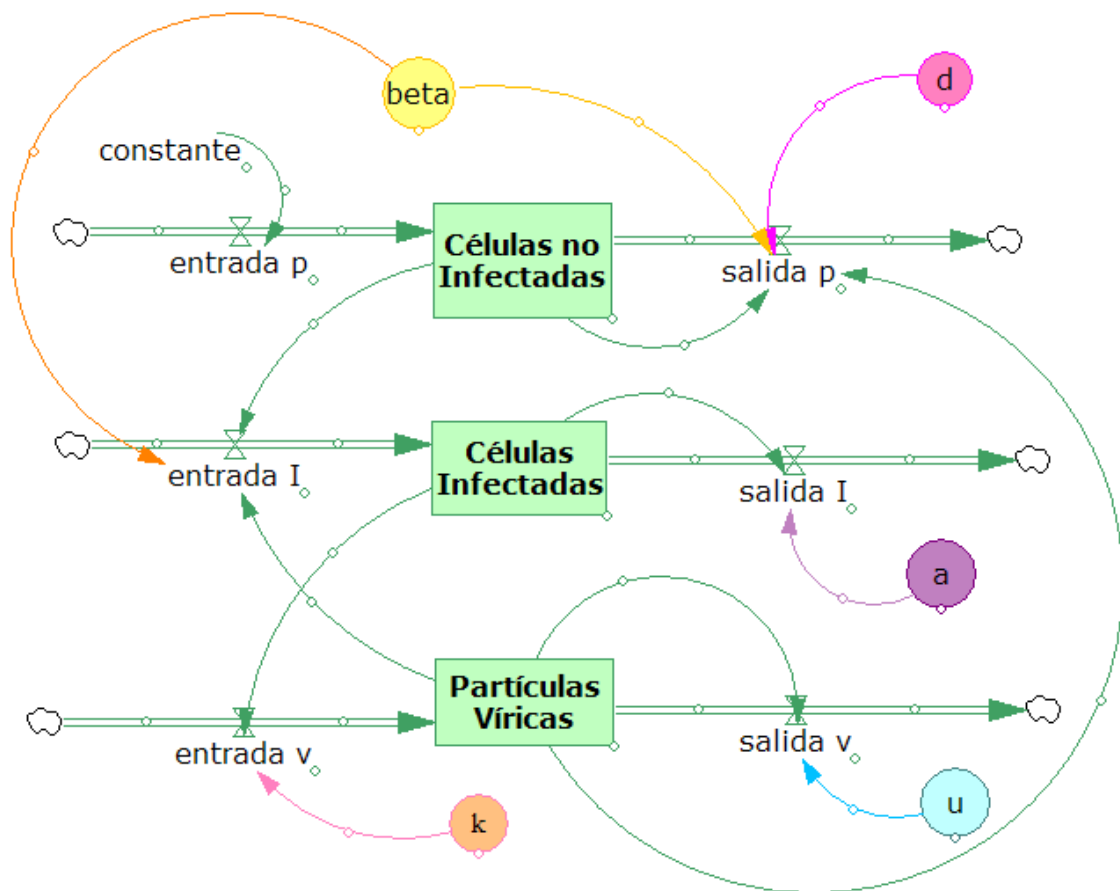 beta
d
constante
Células no
Infectadas
entrada p
salida p
Células
Infectadas
entrada I
salida I
a
Partículas
Víricas
entrada v
salida v
k
u